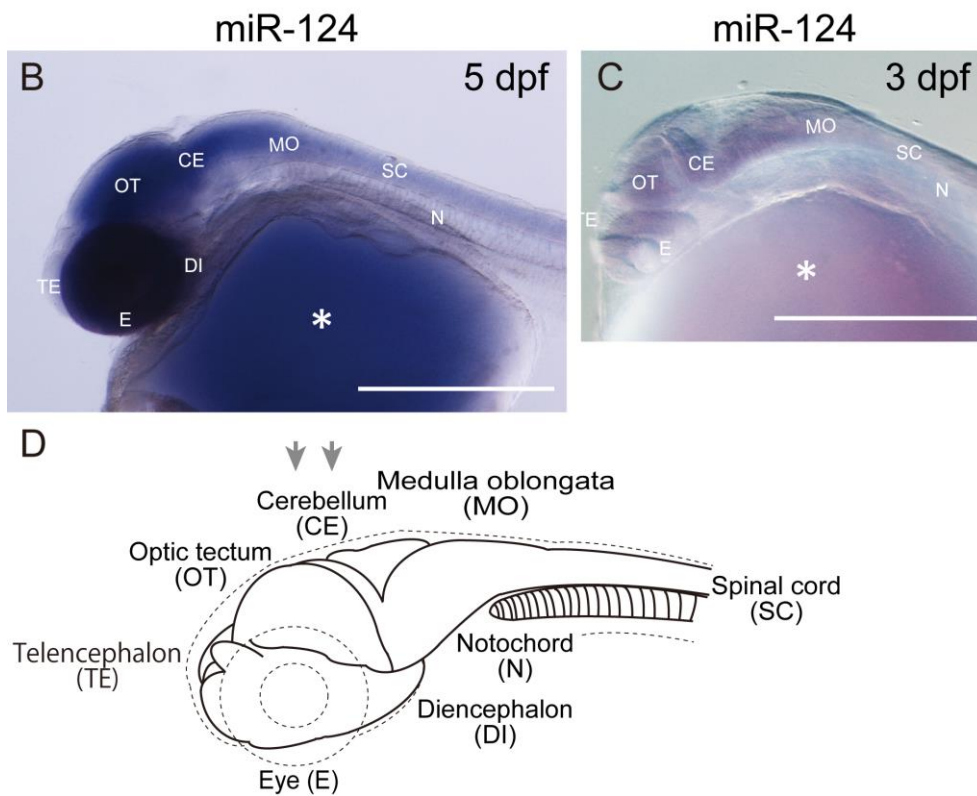 miR-124
B
5 dpf
OT
CE
MO
SC
N
DI
TE
E
*
miR-124
C
3 dpf
MO
CE
SC
OT
N
TE
E
*
D
Cerebellum
(CE)
Medulla oblongata
(MO)
Optic tectum
(OT)
Spinal cord
(SC)
Telencephalon
(TE)
Notochord
(N)
Diencephalon
(DI)
Eye (E)